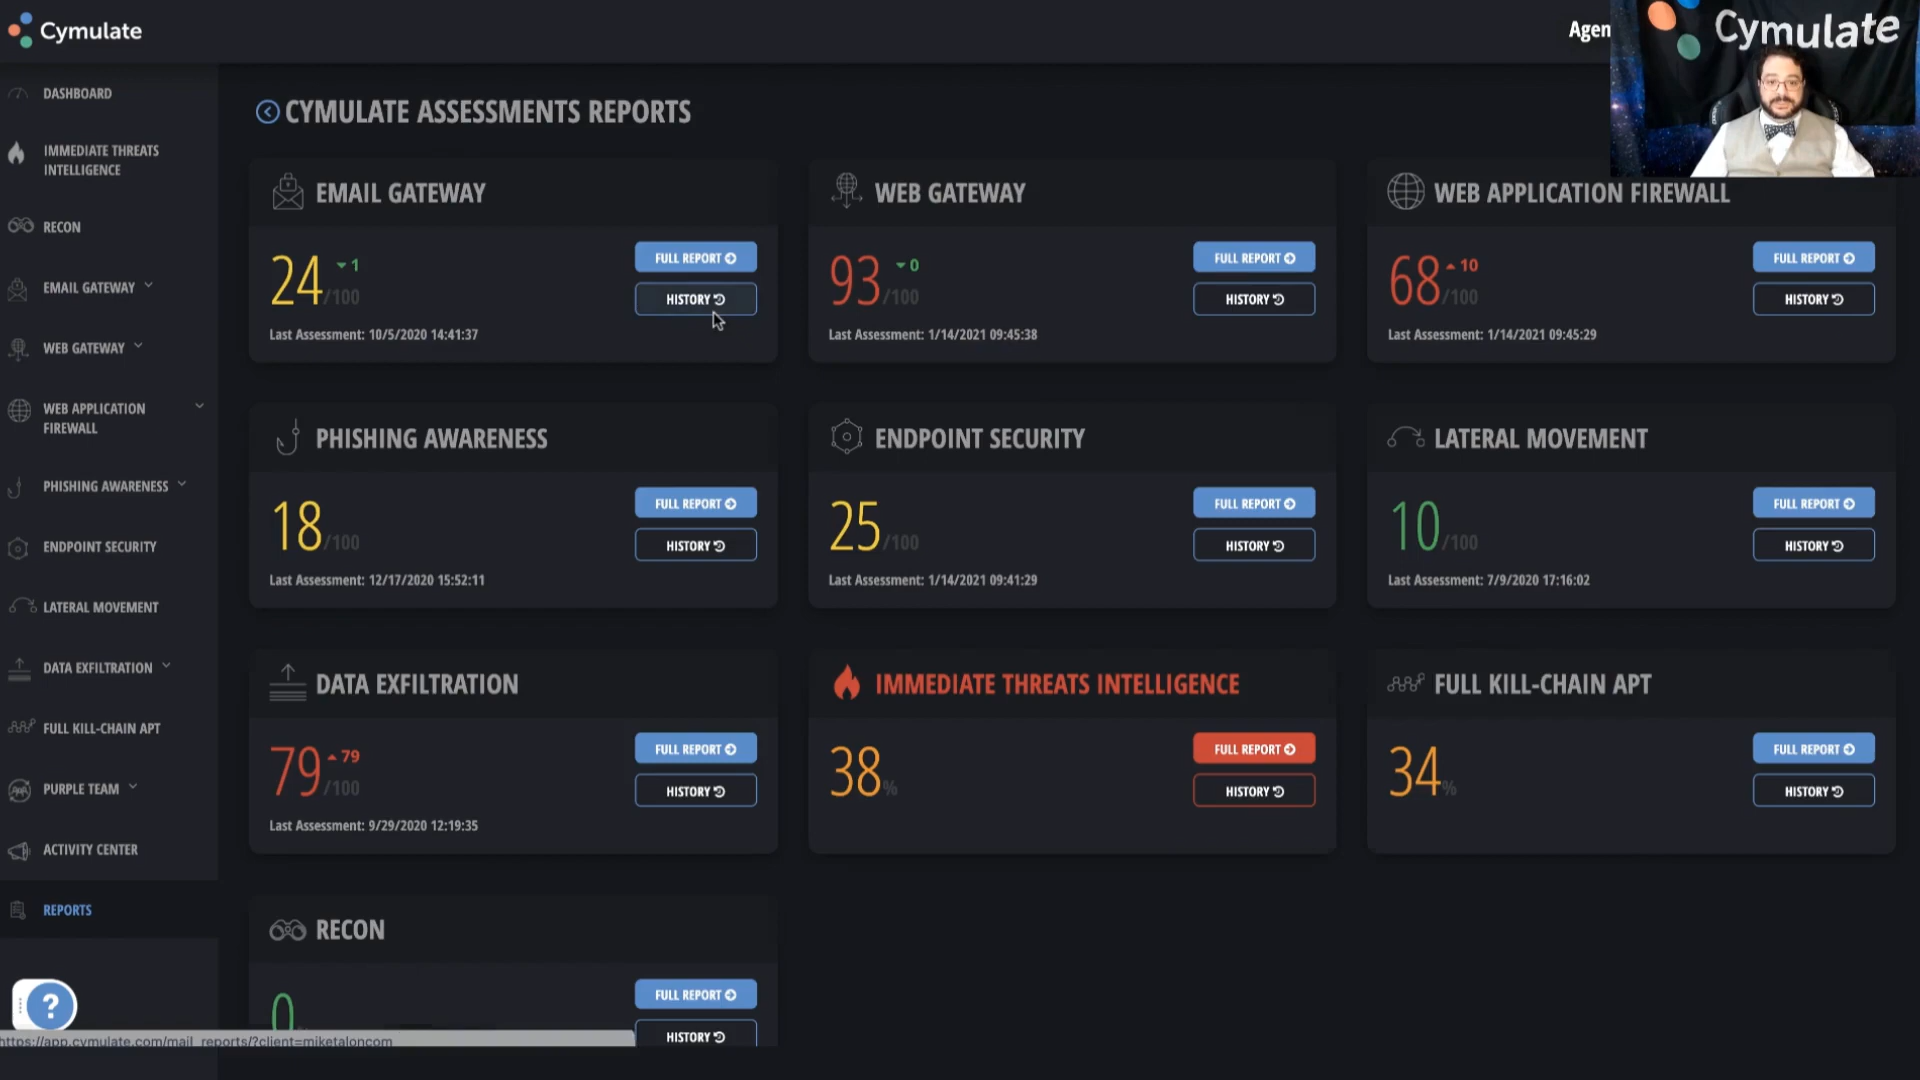 Cymulate
Agen
Cymulate
DASHBOARD
IMMEDIATE THREATS
INTELLIGENCE
RECON
EMAIL GATEWAY
WEB GATEWAY
WEB APPLICATION
FIREWALL
PHISHING AWARENESS
ENDPOINT SECURITY
LATERAL MOVEMENT
DATA EXFILTRATION
FULL KILL-CHAIN APT
PURPLE TEAM
ACTIVITY CENTER
REPORTS
?
https://app.cymulate.com/mail_reports/?client=miketaloncom
CYMULATE ASSESSMENTS REPORTS
EMAIL GATEWAY
24/100 1
FULL REPORT
HISTORY
Last Assessment: 10/5/2020 14:41:37
WEB GATEWAY
93/100 0
FULL REPORT
HISTORY
Last Assessment: 1/14/2021 09:45:38
WEB APPLICATION FIREWALL
68/100 10
FULL REPORT
HISTORY
Last Assessment: 1/14/2021 09:45:29
PHISHING AWARENESS
18/100
FULL REPORT
HISTORY
Last Assessment: 12/17/2020 15:52:11
ENDPOINT SECURITY
25/100
FULL REPORT
HISTORY
Last Assessment: 1/14/2021 09:41:29
LATERAL MOVEMENT
10/100
FULL REPORT
HISTORY
Last Assessment: 7/9/2020 17:16:02
DATA EXFILTRATION
79/100 79
FULL REPORT
HISTORY
Last Assessment: 9/29/2020 12:19:35
IMMEDIATE THREATS INTELLIGENCE
38%
FULL REPORT
HISTORY
FULL KILL-CHAIN APT
34%
FULL REPORT
HISTORY
RECON
0
FULL REPORT
HISTORY